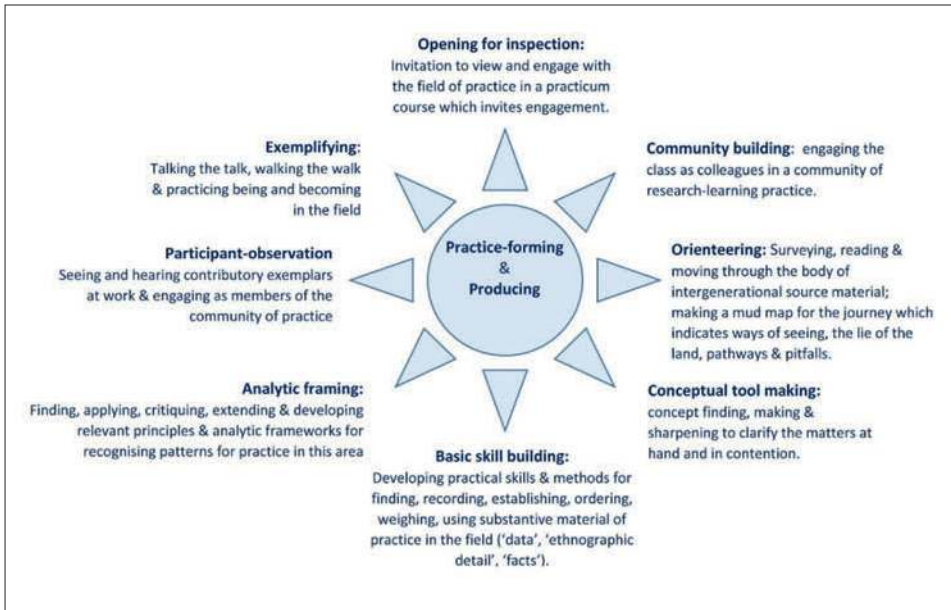 Opening for inspection:
Invitation to view and engage with
the field of practice in a practicum
course which invites engagement.
Exemplifying:
Talking the talk, walking the walk
& practicing being and becoming
in the field
Community building: engaging the
class as colleagues in a community of
research-learning practice.
Participant-observation
Seeing and hearing contributory exemplars
at work & engaging as members of the
community of practice
Practice-forming
&
Producing
Orienteering: Surveying, reading &
moving through the body of
intergenerational source material;
making a mud map for the journey which
indicates ways of seeing, the lie of the
land, pathways & pitfalls.
Analytic framing:
Finding, applying, critiquing, extending & developing
relevant principles & analytic frameworks for
recognising patterns for practice in this area
Conceptual tool making:
concept finding, making &
sharpening to clarify the matters at
hand and in contention.
Basic skill building:
Developing practical skills & methods for
finding, recording, establishing, ordering,
weighing, using substantive material of
practice in the field (‘data’, ‘ethnographic
detail’, ‘facts’).